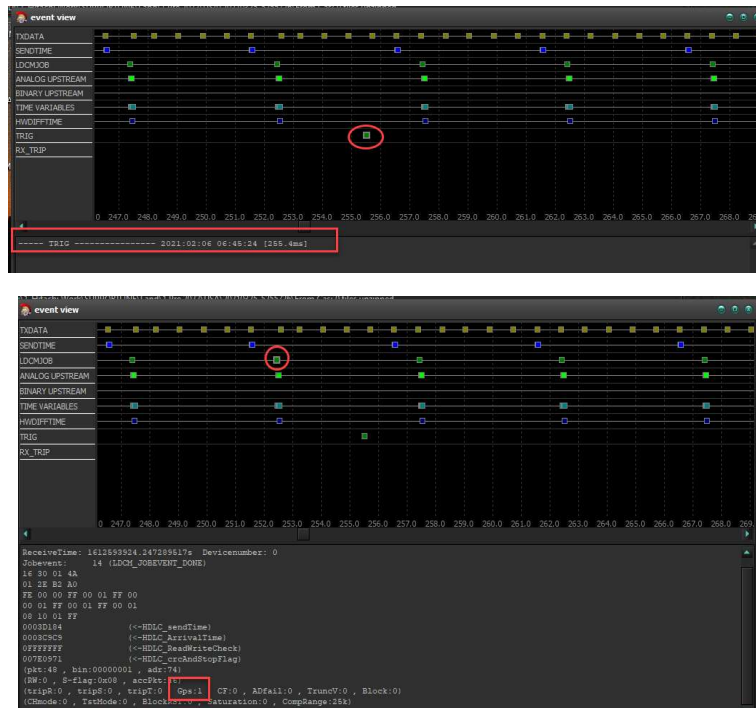 event view
TXDATA
SENDTIME
LDCMJOB
ANALOG UPSTREAM
BINARY UPSTREAM
TIME VARIABLES
HWDIFFTIME
TRIG
RX_TRIP
0 247.0 248.0 249.0 250.0 251.0 252.0 253.0 254.0 255.0 256.0 257.0 258.0 259.0 260.0 261.0 262.0 263.0 264.0 265.0 266.0 267.0 268.0 26
----- TRIG ---------------- 2021:02:06 06:45:24 [255.4ms]
event view
TXDATA
SENDTIME
LDCMJOB
ANALOG UPSTREAM
BINARY UPSTREAM
TIME VARIABLES
HWDIFFTIME
TRIG
RX_TRIP
0 247.0 248.0 249.0 250.0 251.0 252.0 253.0 254.0 255.0 256.0 257.0 258.0 259.0 260.0 261.0 262.0 263.0 264.0 265.0 266.0 267.0 268.0 269.
ReceiveTime: 1612593924.247289517s Devicenumber: 0
Jobevent: 14 (LDCM_JOBEVENT_DONE)
16 30 01 4A
01 2E B2 A0
FE 00 00 FF 00 01 FF 00
00 01 FF 00 01 FF 00 01
08 10 01 FF
0003D184 (<-HDLC_sendTime)
0003C9C9 (<-HDLC_ArrivalTime)
0FFFFFFF (<-HDLC_ReadWriteCheck)
007E0971 (<-HDLC_crcAndStopFlag)
(pkt:48 , bin:00000001 , adr:74)
(RW:0 , S-flag:0x08 , accPkt:16)
(tripR:0 , tripS:0 , tripT:0 , Gps:1 , CF:0 , ADfail:0 , TruncV:0 , Block:0)
(CHmode:0 , TstMode:0 , BlockRST:0 , Saturation:0 , CompRange:25k)